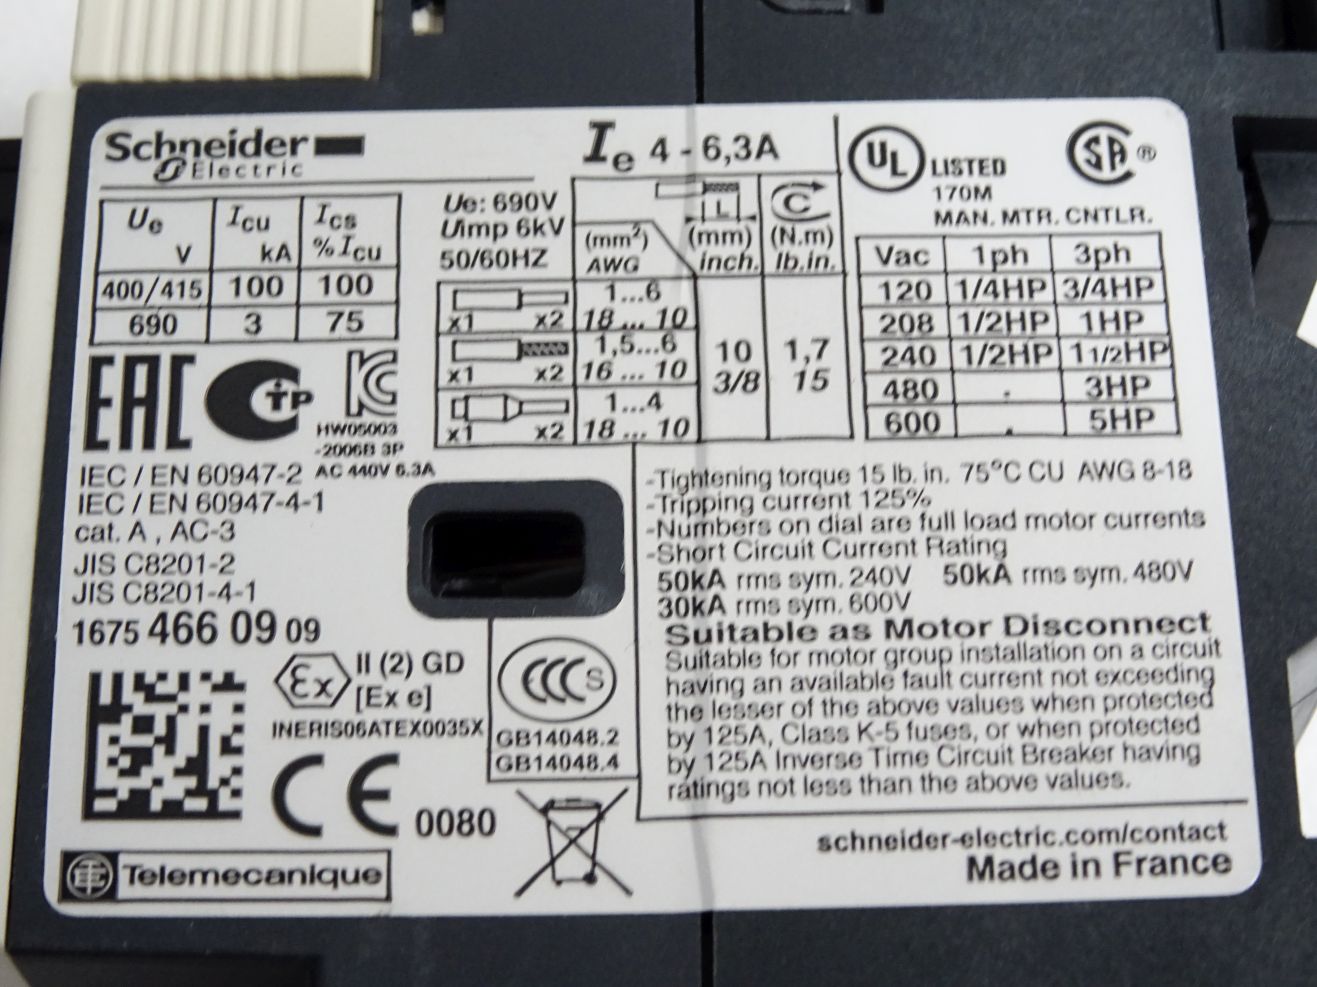 Schneider
Electric
Ie 4 - 6,3A
UL LISTED
170M
MAN. MTR. CNTLR.
SA ®
Ue V Icu kA Ics %Icu
400/415 100 100
690 3 75
Ue: 690V
Uimp 6kV
50/60HZ
(mm²) AWG L (mm) inch. C (N.m) lb.in.
x1 x2 1...6
18 ... 10
x1 x2 1,5...6
16 ... 10
x1 x2 1...4
18 ... 10
10 1,7
3/8 15
Vac 1ph 3ph
120 1/4HP 3/4HP
208 1/2HP 1HP
240 1/2HP 1 1/2HP
480 . 3HP
600 . 5HP
EAC
C TP
KC
HW05003
-2006B 3P
AC 440V 6.3A
IEC / EN 60947-2
IEC / EN 60947-4-1
cat. A , AC-3
JIS C8201-2
JIS C8201-4-1
1675 466 09 09
Ex II (2) GD
[Ex e]
INERIS06ATEX0035X
CE 0080
CCC S
GB14048.2
GB14048.4
-Tightening torque 15 lb. in. 75°C CU AWG 8-18
-Tripping current 125%
-Numbers on dial are full load motor currents
-Short Circuit Current Rating
50kA rms sym. 240V 50kA rms sym. 480V
30kA rms sym. 600V
Suitable as Motor Disconnect
Suitable for motor group installation on a circuit
having an available fault current not exceeding
the lesser of the above values when protected
by 125A, Class K-5 fuses, or when protected
by 125A Inverse Time Circuit Breaker having
ratings not less than the above values.
Telemecanique
schneider-electric.com/contact
Made in France